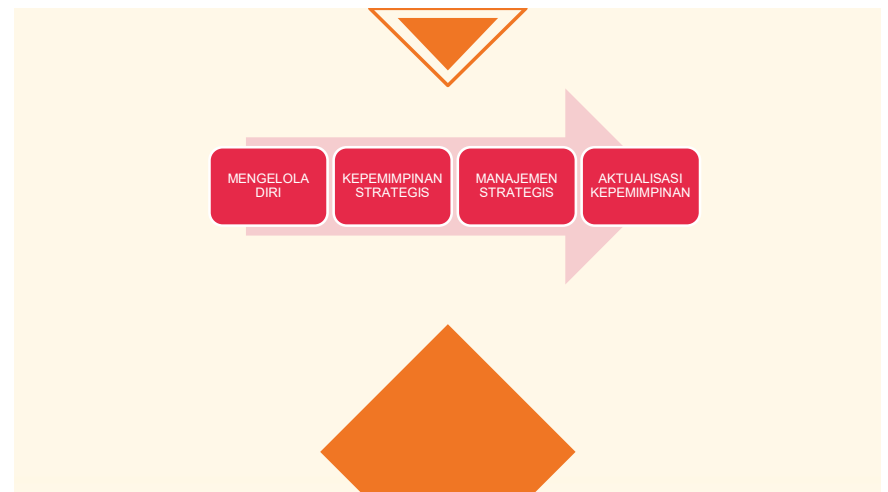 MENGELOLA
DIRI
KEPEMIMPINAN
STRATEGIS
MANAJEMEN
STRATEGIS
AKTUALISASI
KEPEMIMPINAN